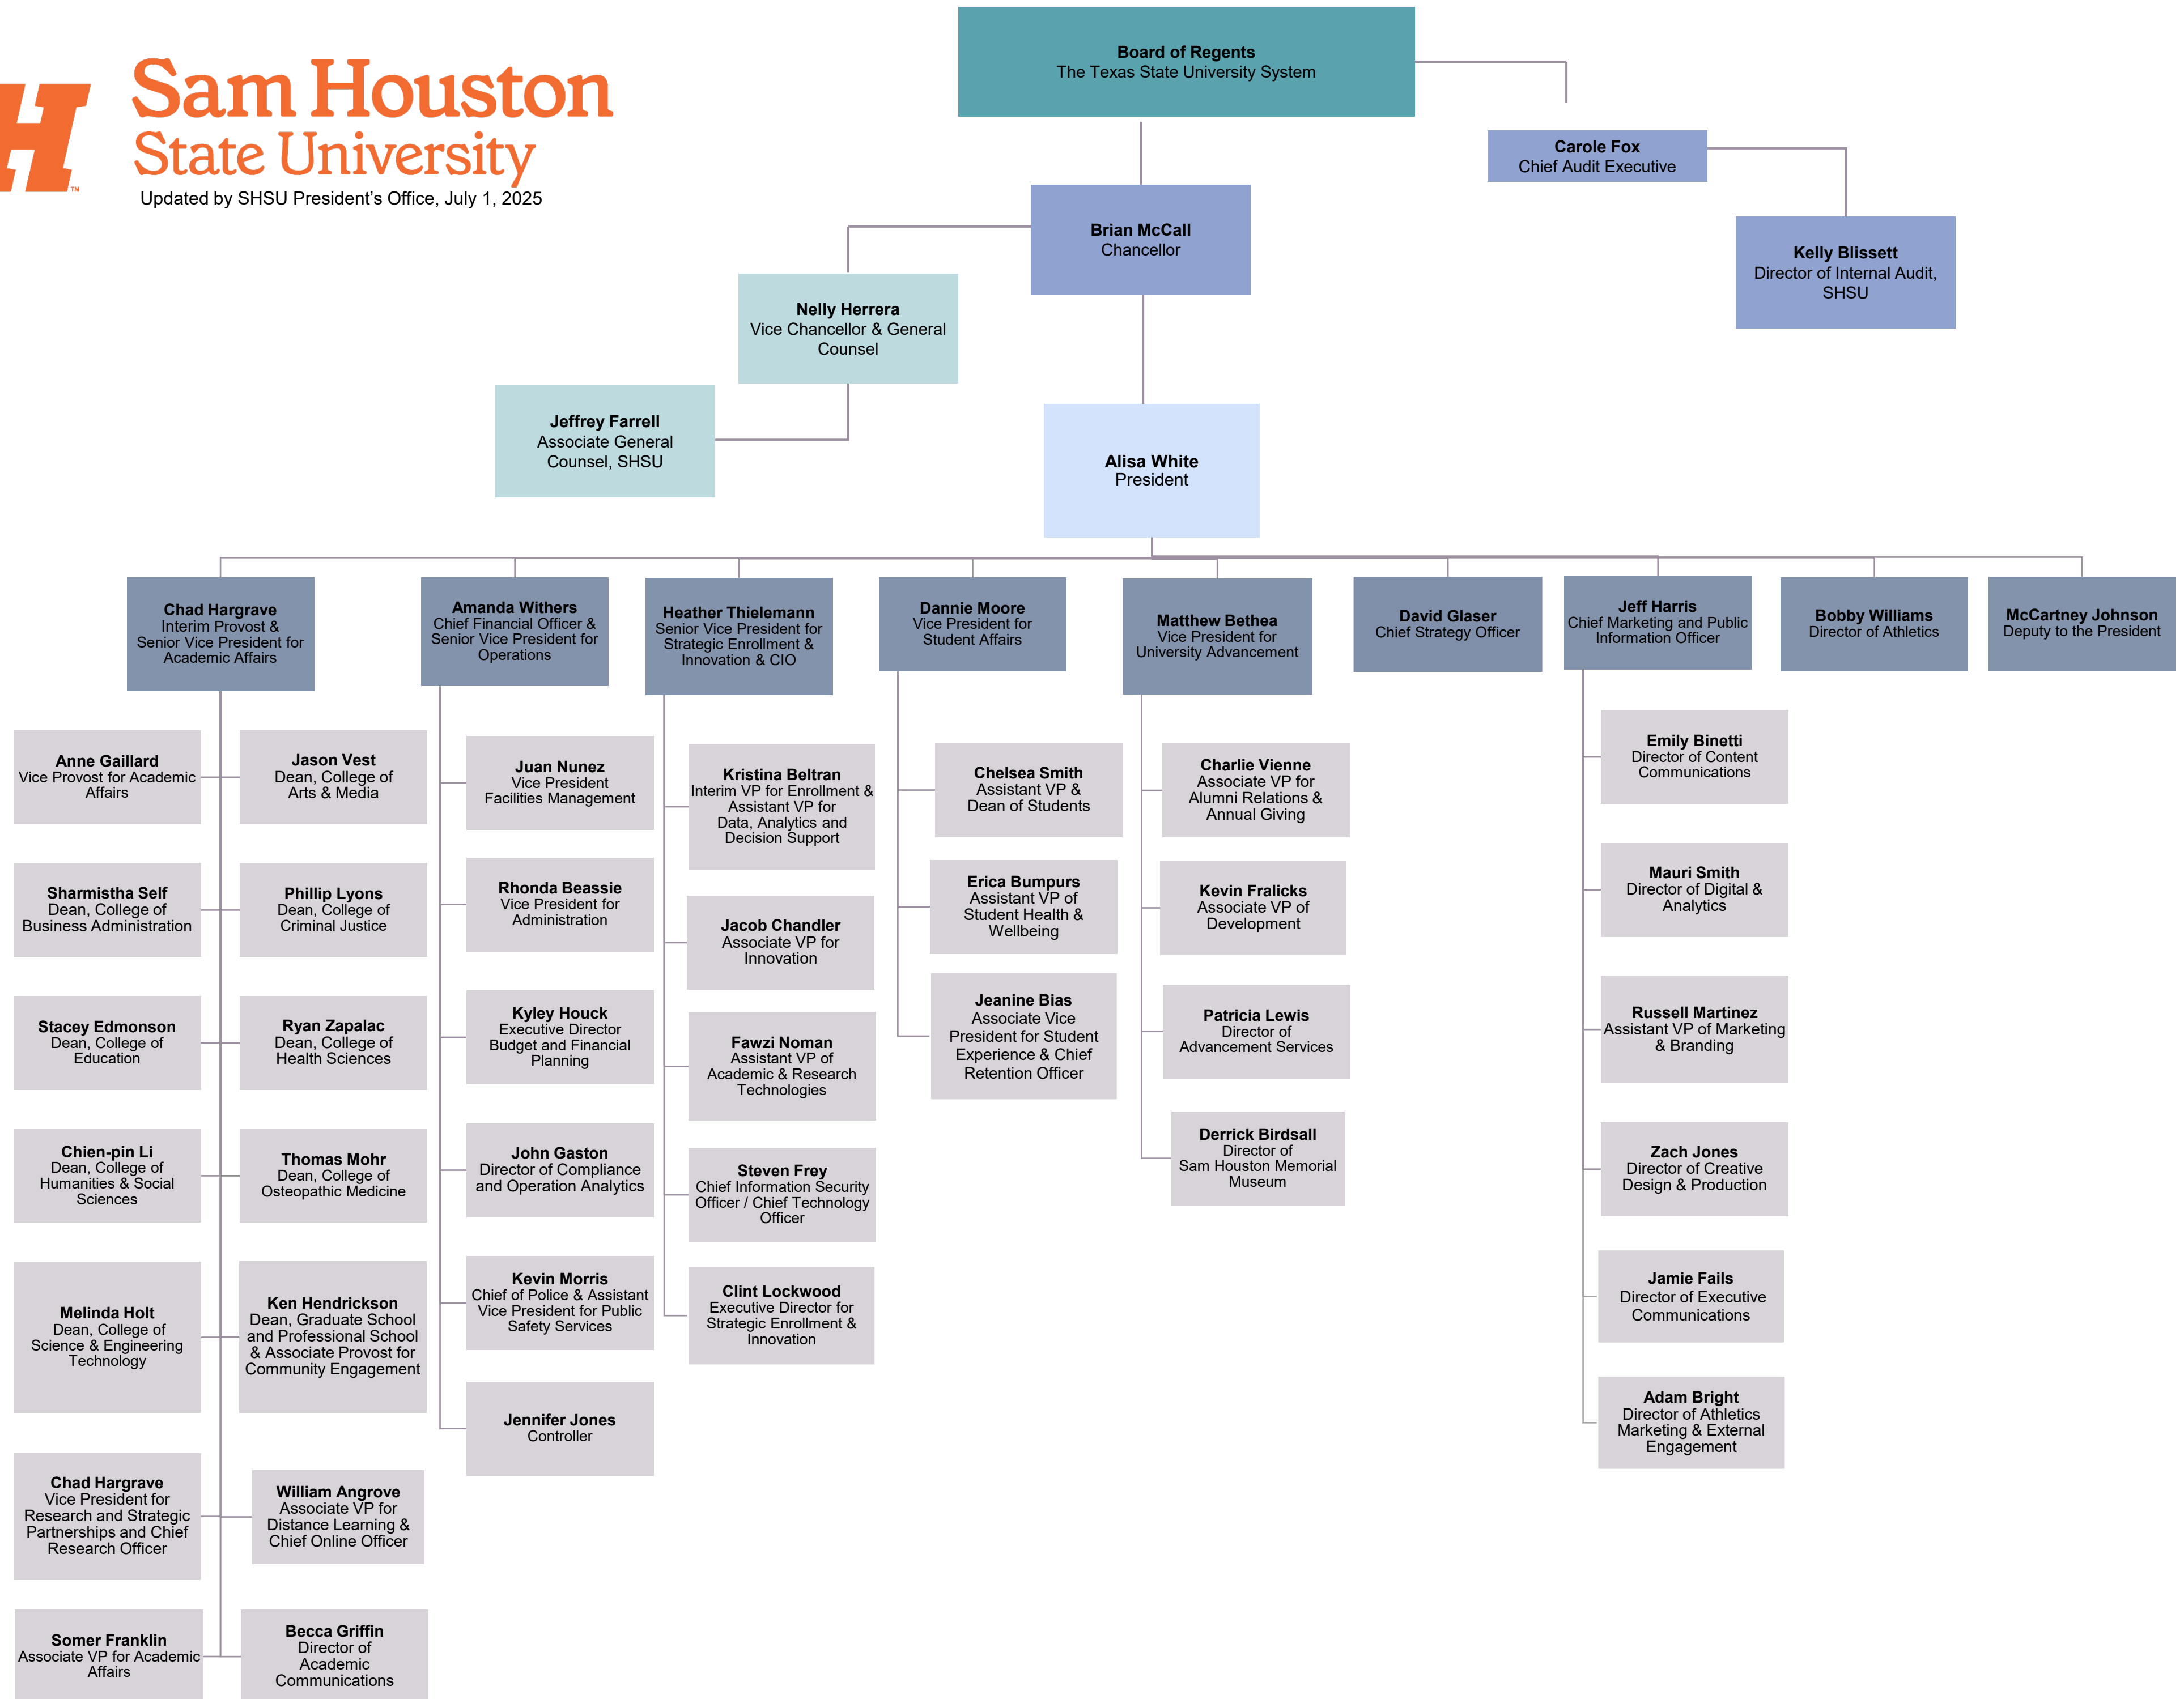 H
TM
Sam Houston
State University
Updated by SHSU President’s Office, July 1, 2025
Board of Regents
The Texas State University System
Carole Fox
Chief Audit Executive
Kelly Blissett
Director of Internal Audit,
SHSU
Brian McCall
Chancellor
Nelly Herrera
Vice Chancellor & General
Counsel
Jeffrey Farrell
Associate General
Counsel, SHSU
Alisa White
President
Chad Hargrave
Interim Provost &
Senior Vice President for
Academic Affairs
Amanda Withers
Chief Financial Officer &
Senior Vice President for
Operations
Heather Thielemann
Senior Vice President for
Strategic Enrollment &
Innovation & CIO
Dannie Moore
Vice President for
Student Affairs
Matthew Bethea
Vice President for
University Advancement
David Glaser
Chief Strategy Officer
Jeff Harris
Chief Marketing and Public
Information Officer
Bobby Williams
Director of Athletics
McCartney Johnson
Deputy to the President
Anne Gaillard
Vice Provost for Academic
Affairs
Jason Vest
Dean, College of
Arts & Media
Sharmistha Self
Dean, College of
Business Administration
Phillip Lyons
Dean, College of
Criminal Justice
Stacey Edmonson
Dean, College of
Education
Ryan Zapalac
Dean, College of
Health Sciences
Chien-pin Li
Dean, College of
Humanities & Social
Sciences
Thomas Mohr
Dean, College of
Osteopathic Medicine
Melinda Holt
Dean, College of
Science & Engineering
Technology
Ken Hendrickson
Dean, Graduate School
and Professional School
& Associate Provost for
Community Engagement
Chad Hargrave
Vice President for
Research and Strategic
Partnerships and Chief
Research Officer
William Angrove
Associate VP for
Distance Learning &
Chief Online Officer
Somer Franklin
Associate VP for Academic
Affairs
Becca Griffin
Director of
Academic
Communications
Juan Nunez
Vice President
Facilities Management
Rhonda Beassie
Vice President for
Administration
Kyley Houck
Executive Director
Budget and Financial
Planning
John Gaston
Director of Compliance
and Operation Analytics
Kevin Morris
Chief of Police & Assistant
Vice President for Public
Safety Services
Jennifer Jones
Controller
Kristina Beltran
Interim VP for Enrollment &
Assistant VP for
Data, Analytics and
Decision Support
Jacob Chandler
Associate VP for
Innovation
Fawzi Noman
Assistant VP of
Academic & Research
Technologies
Steven Frey
Chief Information Security
Officer / Chief Technology
Officer
Clint Lockwood
Executive Director for
Strategic Enrollment &
Innovation
Chelsea Smith
Assistant VP &
Dean of Students
Erica Bumpurs
Assistant VP of
Student Health &
Wellbeing
Jeanine Bias
Associate Vice
President for Student
Experience & Chief
Retention Officer
Charlie Vienne
Associate VP for
Alumni Relations &
Annual Giving
Kevin Fralicks
Associate VP of
Development
Patricia Lewis
Director of
Advancement Services
Derrick Birdsall
Director of
Sam Houston Memorial
Museum
Emily Binetti
Director of Content
Communications
Mauri Smith
Director of Digital &
Analytics
Russell Martinez
Assistant VP of Marketing
& Branding
Zach Jones
Director of Creative
Design & Production
Jamie Fails
Director of Executive
Communications
Adam Bright
Director of Athletics
Marketing & External
Engagement